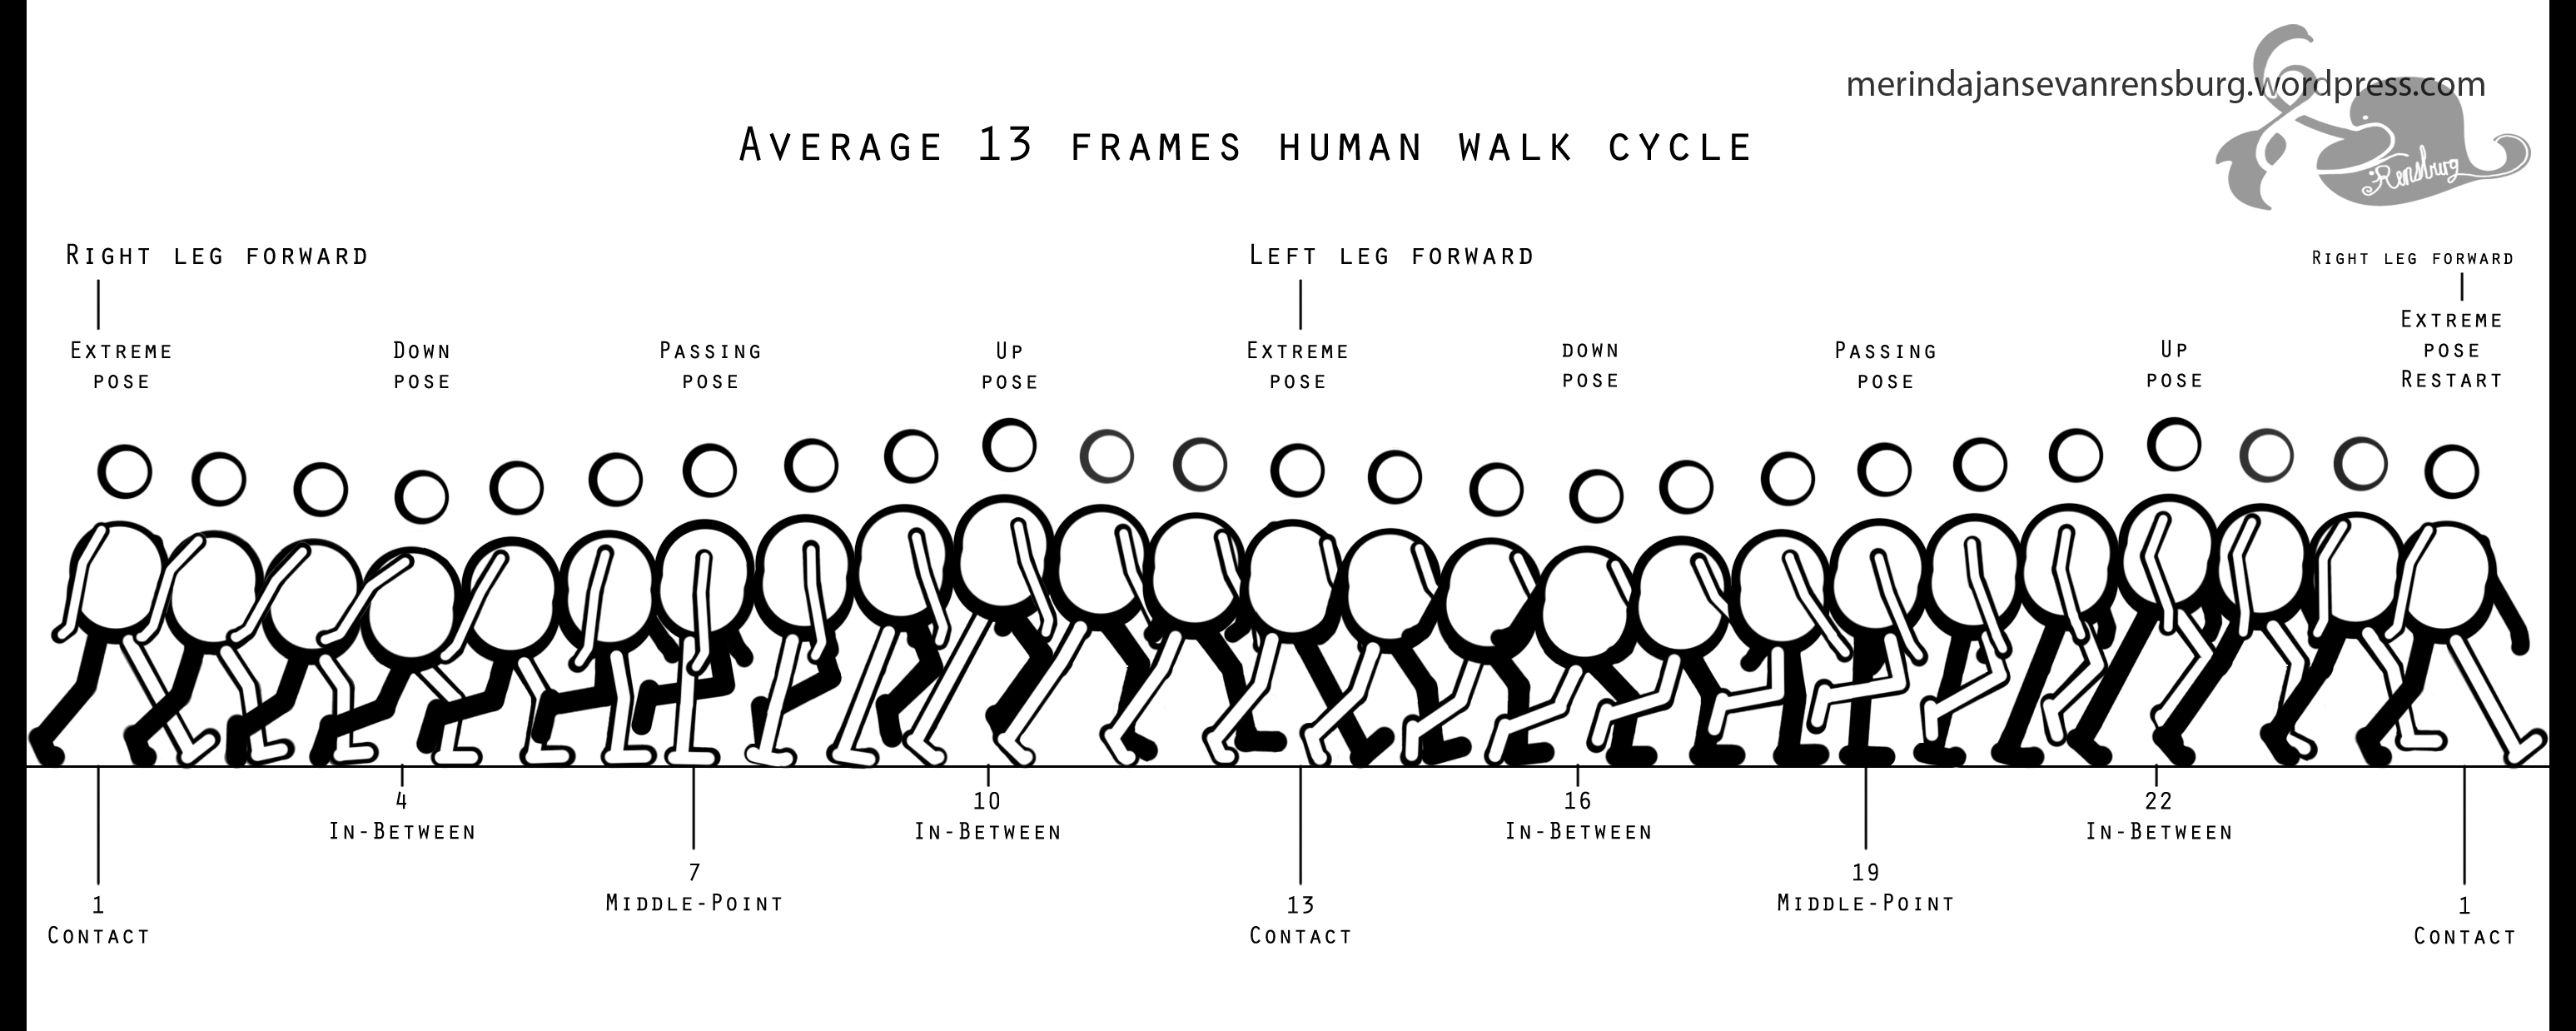 merindajansevanrensburg.wordpress.com
Rensburg
Average 13 frames human walk cycle
Right leg forward
Left leg forward
Right leg forward
Extreme
pose
Down
pose
Passing
pose
Up
pose
Extreme
pose
down
pose
Passing
pose
Up
pose
Extreme
pose
Restart
4
In-Between
10
In-Between
16
In-Between
22
In-Between
7
Middle-Point
19
Middle-Point
1
Contact
13
Contact
1
Contact